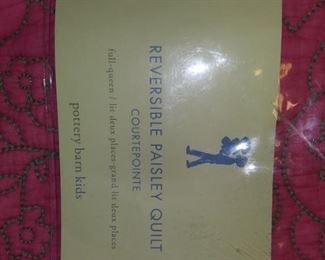 REVERSIBLE PAISLEY QUILT
COURTEPOINTE
full-queen / lit deux places-grand lit deux places
pottery barn kids